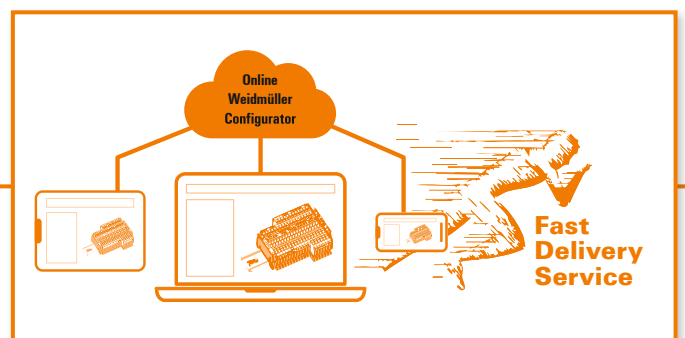 Online
Weidmüller
Configurator
Fast
Delivery
Service